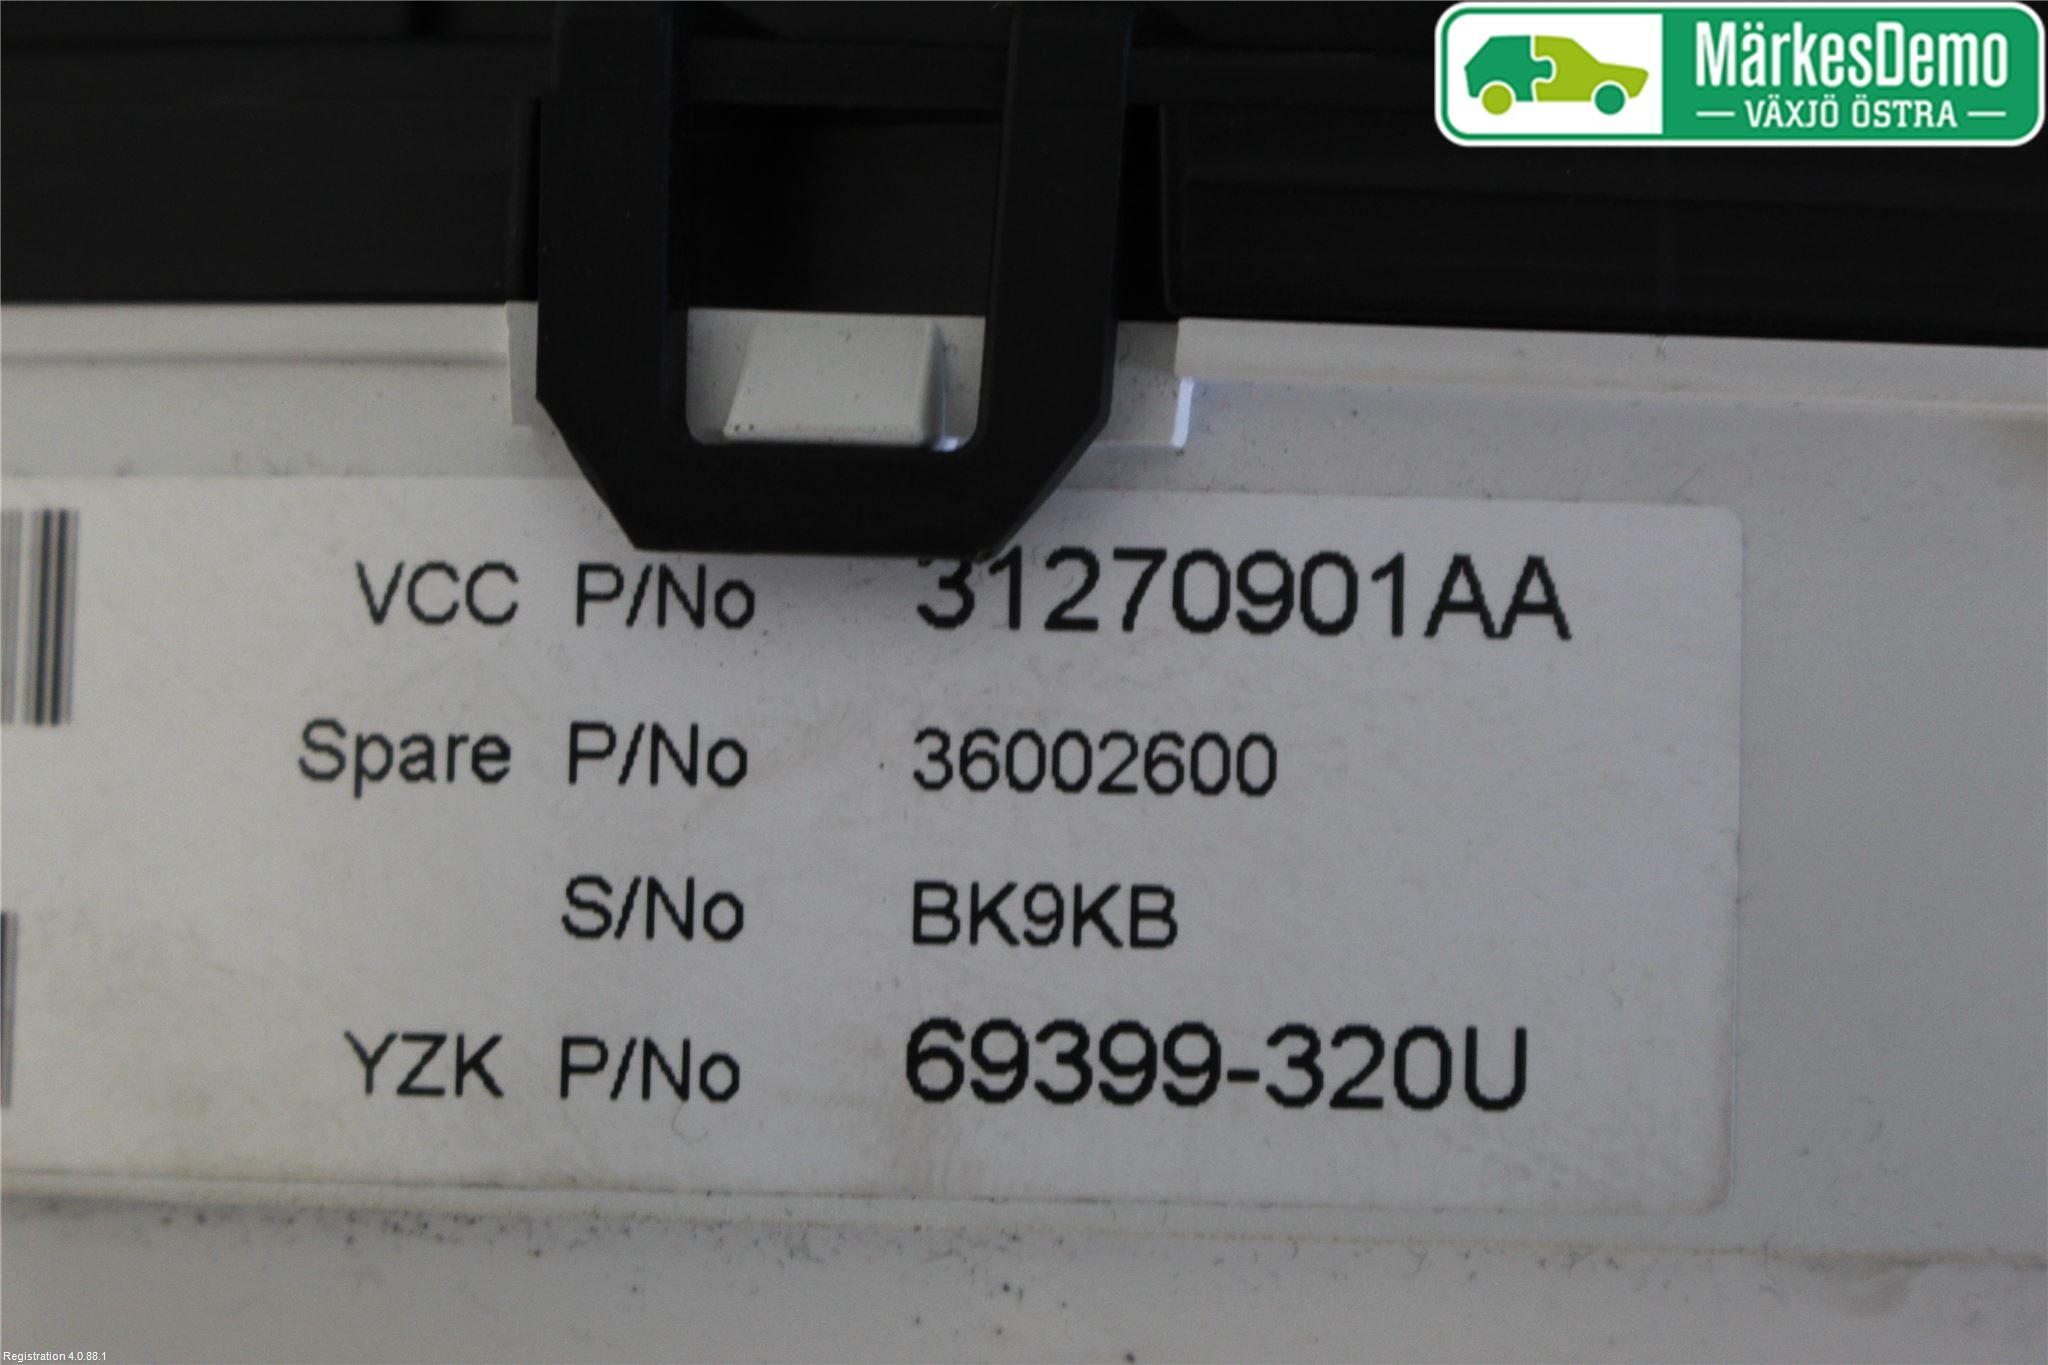 MärkesDemo
VÄXJÖ ÖSTRA
VCC P/No 31270901AA
Spare P/No 36002600
S/No BK9KB
YZK P/No 69399-320U
Registration 4.0.88.1